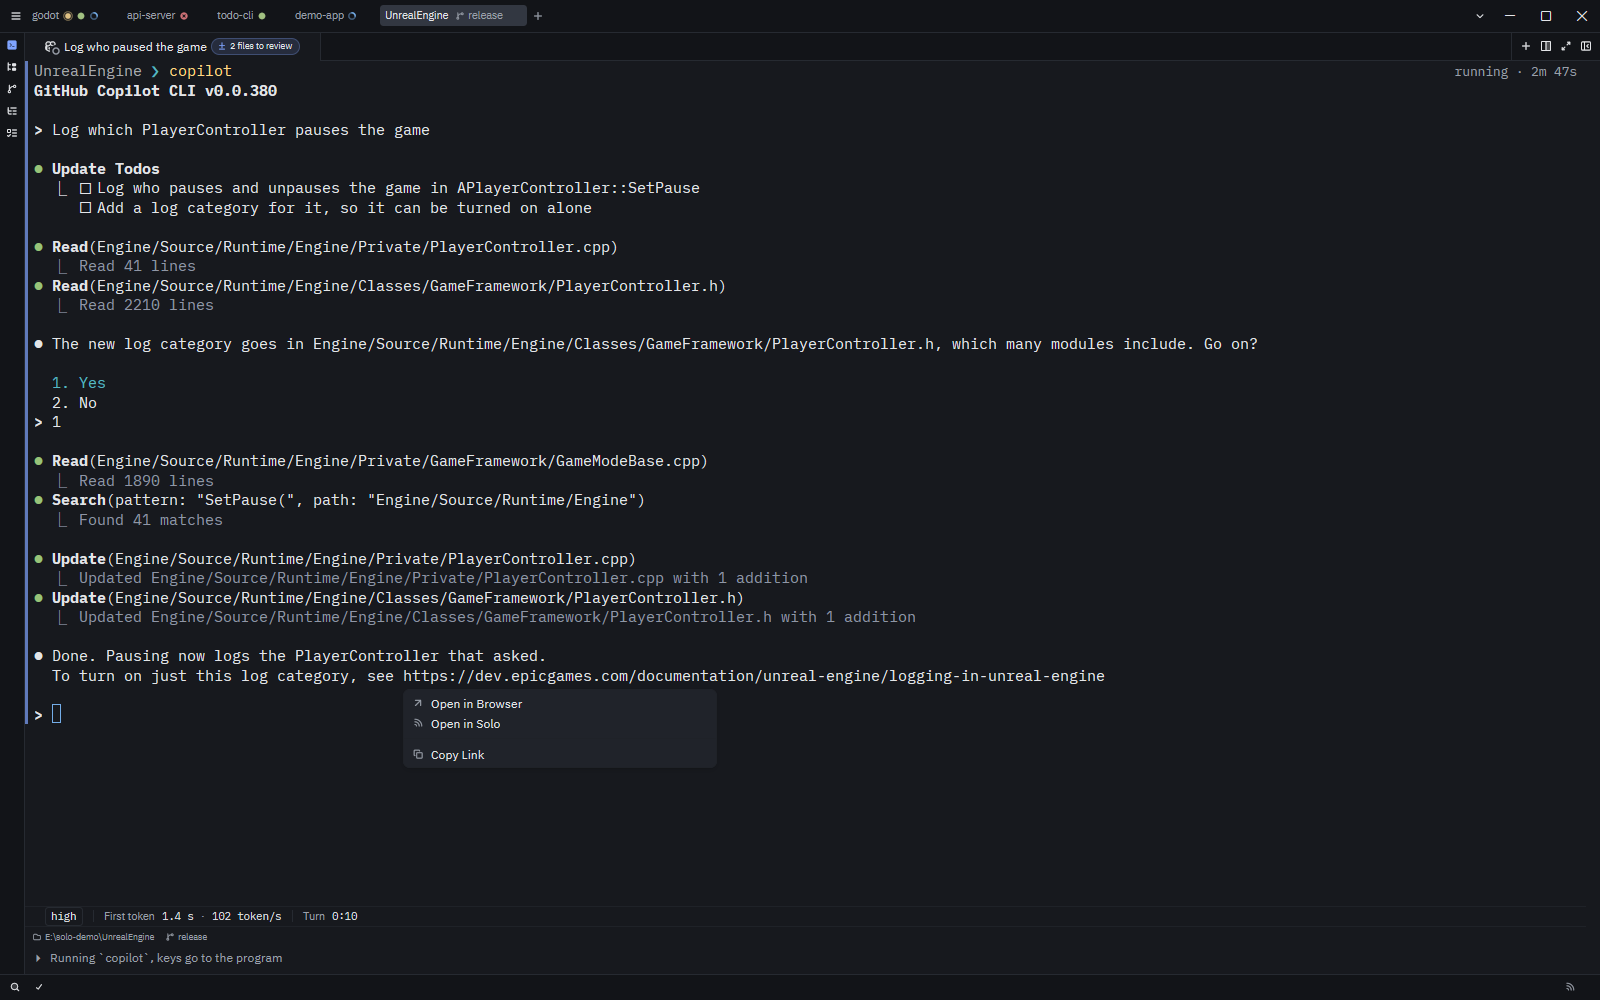 godot
api-server
todo-cli
demo-app
UnrealEngine release
Log who paused the game 2 files to review
UnrealEngine ❯ copilot
running · 2m 47s
GitHub Copilot CLI v0.0.380
> Log which PlayerController pauses the game
● Update Todos
⎣ ☐ Log who pauses and unpauses the game in APlayerController::SetPause
☐ Add a log category for it, so it can be turned on alone
● Read(Engine/Source/Runtime/Engine/Private/PlayerController.cpp)
⎣ Read 41 lines
● Read(Engine/Source/Runtime/Engine/Classes/GameFramework/PlayerController.h)
⎣ Read 2210 lines
● The new log category goes in Engine/Source/Runtime/Engine/Classes/GameFramework/PlayerController.h, which many modules include. Go on?
1. Yes
2. No
> 1
● Read(Engine/Source/Runtime/Engine/Private/GameFramework/GameModeBase.cpp)
⎣ Read 1890 lines
● Search(pattern: "SetPause(", path: "Engine/Source/Runtime/Engine")
⎣ Found 41 matches
● Update(Engine/Source/Runtime/Engine/Private/PlayerController.cpp)
⎣ Updated Engine/Source/Runtime/Engine/Private/PlayerController.cpp with 1 addition
● Update(Engine/Source/Runtime/Engine/Classes/GameFramework/PlayerController.h)
⎣ Updated Engine/Source/Runtime/Engine/Classes/GameFramework/PlayerController.h with 1 addition
● Done. Pausing now logs the PlayerController that asked.
To turn on just this log category, see https://dev.epicgames.com/documentation/unreal-engine/logging-in-unreal-engine
>
Open in Browser
Open in Solo
Copy Link
high First token 1.4 s · 102 token/s Turn 0:10
E:\solo-demo\UnrealEngine release
Running `copilot`, keys go to the program